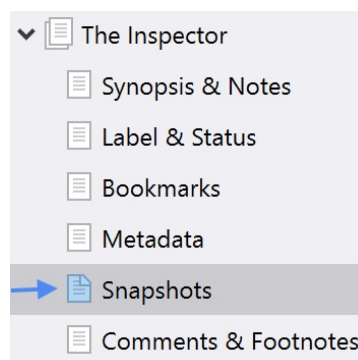 The Inspector
Synopsis & Notes
Label & Status
Bookmarks
Metadata
Snapshots
Comments & Footnotes